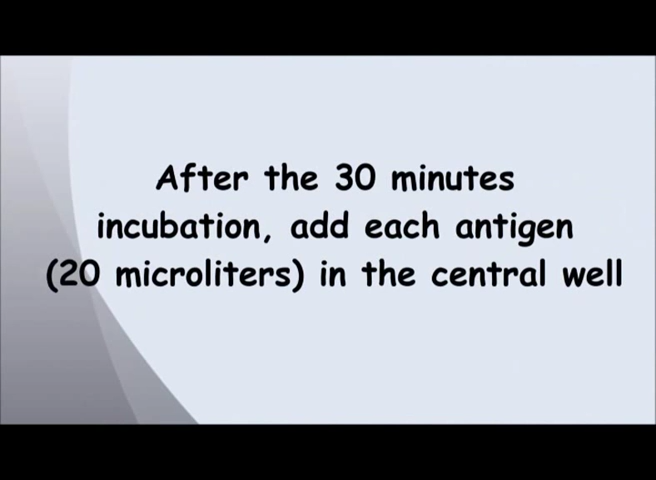 After the 30 minutes
incubation, add each antigen
(20 microliters) in the central well